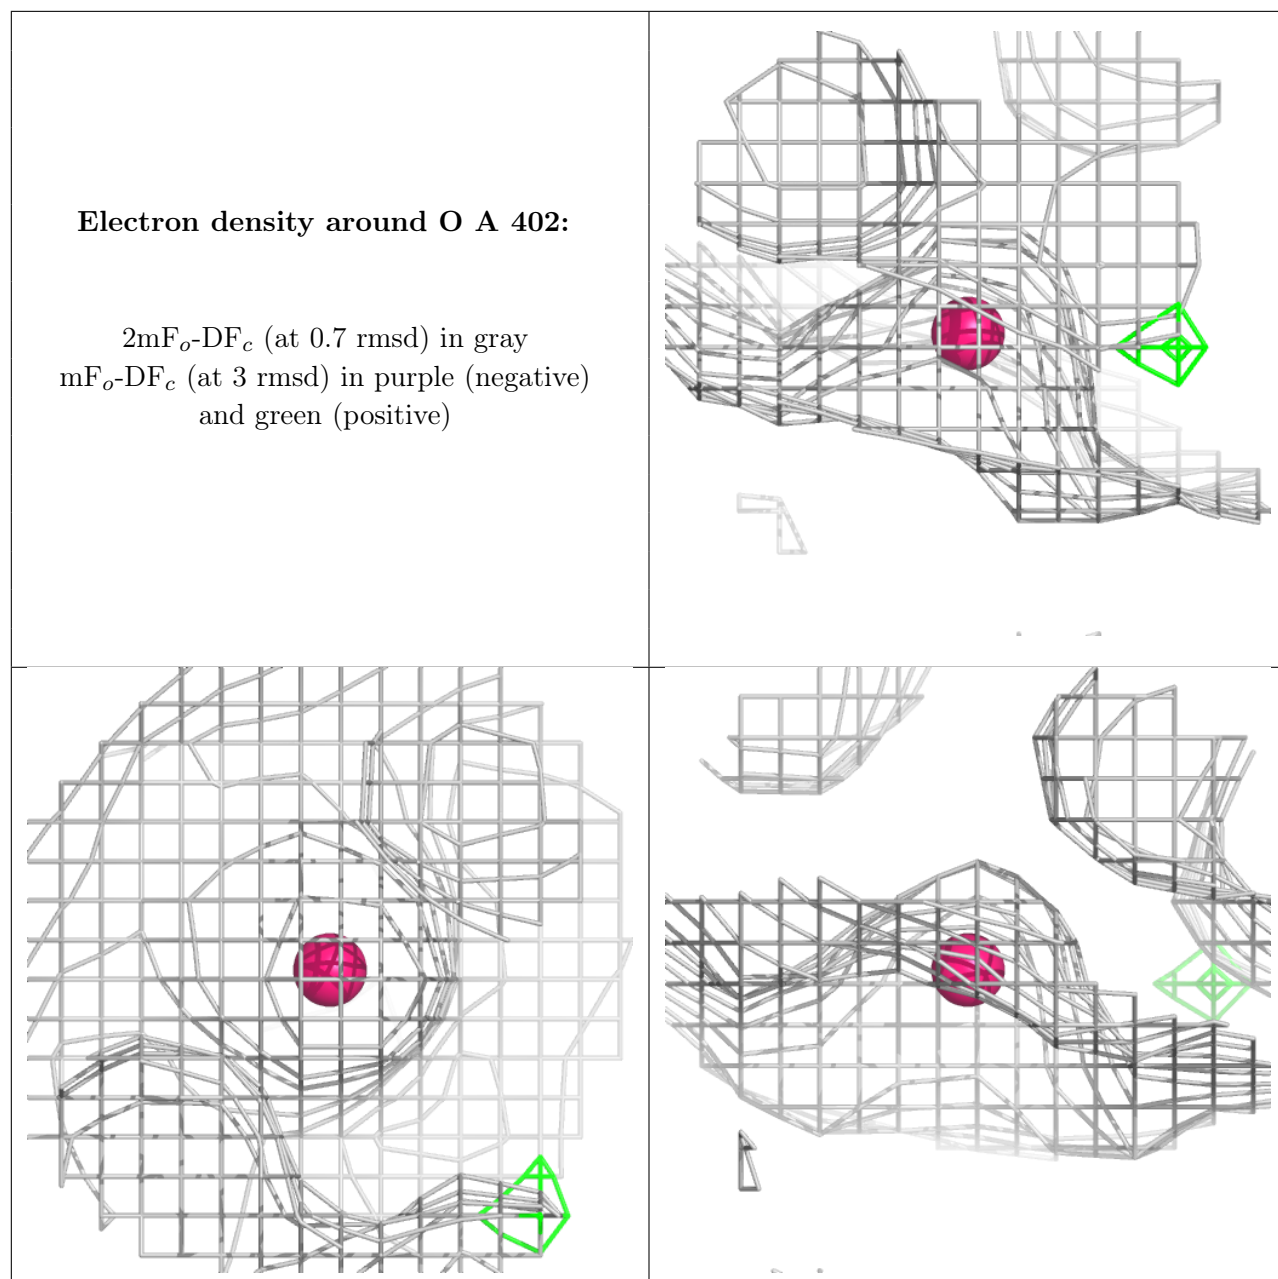 Electron density around O A 402:
2mFo-DFc (at 0.7 rmsd) in gray
mFo-DFc (at 3 rmsd) in purple (negative)
and green (positive)